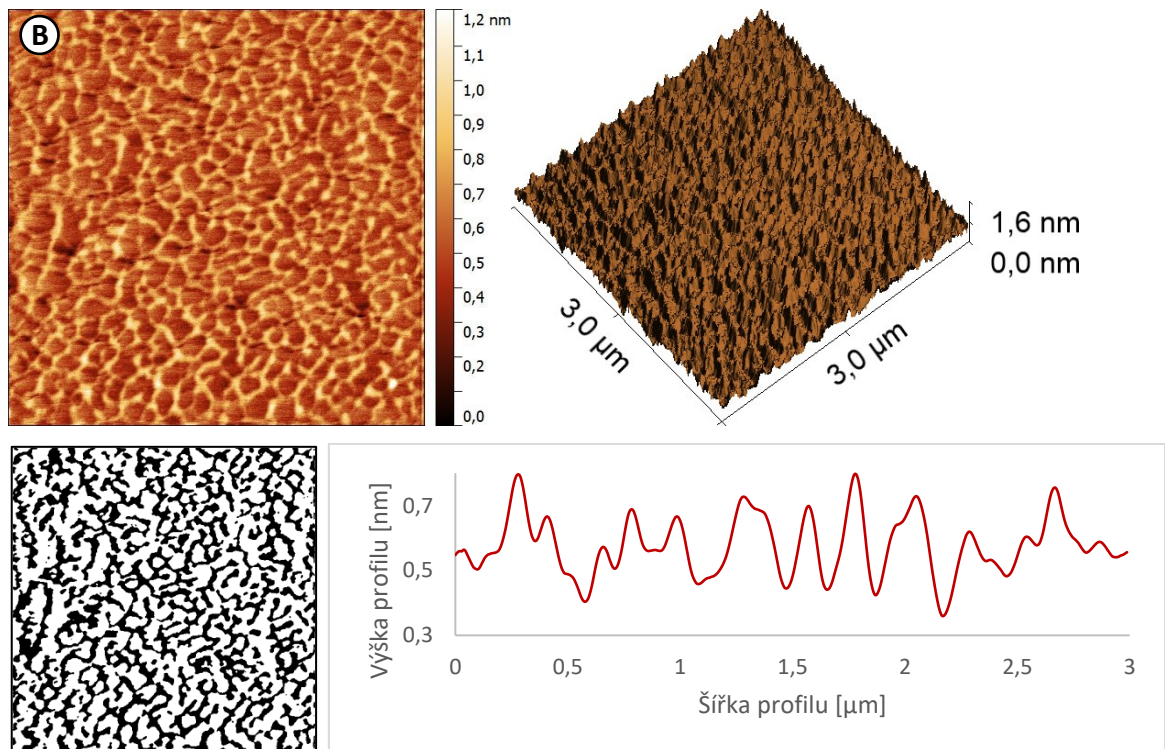 B
1,2 nm
1,1
1,0
0,9
0,8
0,7
0,6
0,5
0,4
0,3
0,2
0,0
1,6 nm
0,0 nm
3,0 µm
3,0 µm
Výška profilu [nm]
0,7
0,5
0,3
0
0,5
1
1,5
2
2,5
3
Šířka profilu [µm]